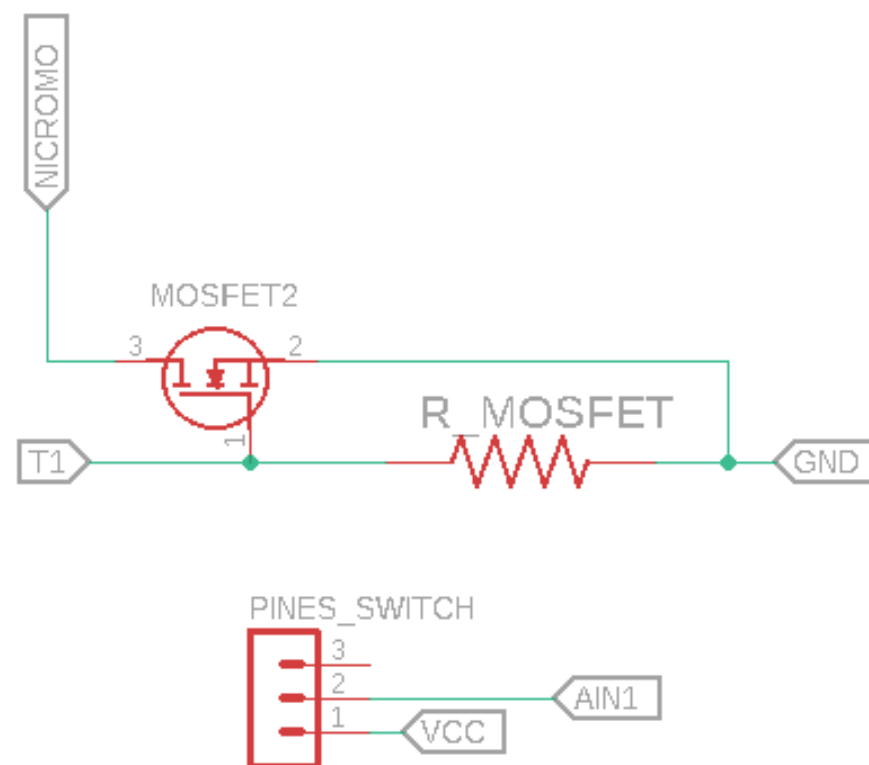 NICROMO
MOSFET2
3
2
1
R_MOSFET
T1
GND
PINES_SWITCH
3
2
AIN1
1
VCC